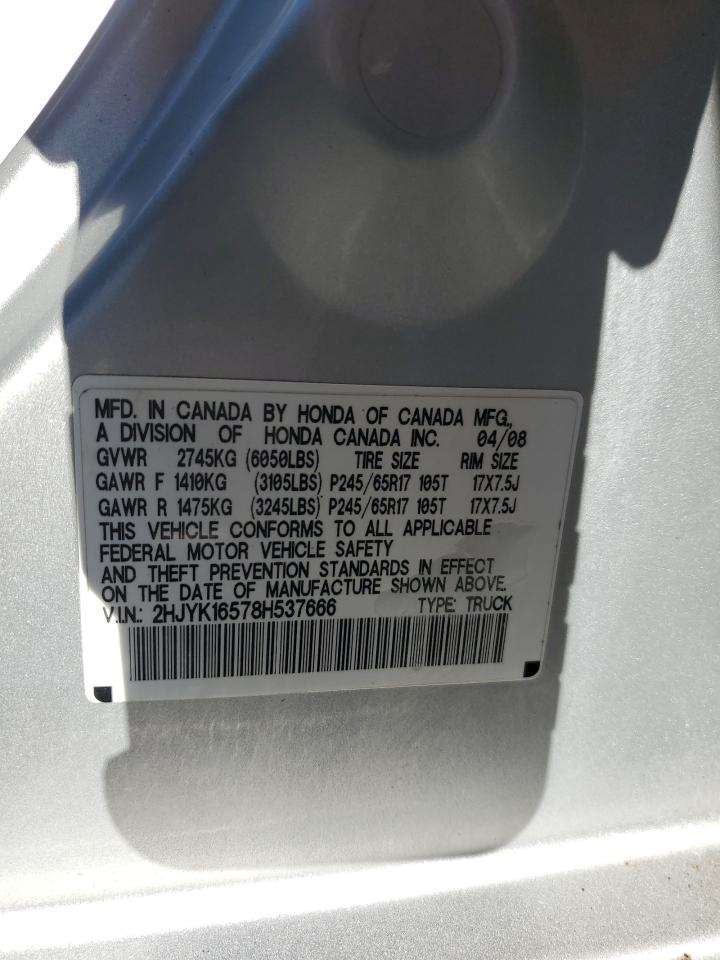 MFD. IN CANADA BY HONDA OF CANADA MFG.,
A DIVISION OF HONDA CANADA INC. 04/08
GVWR 2745KG (6050LBS) TIRE SIZE RIM SIZE
GAWR F 1410KG (3105LBS) P245/65R17 105T 17X7.5J
GAWR R 1475KG (3245LBS) P245/65R17 105T 17X7.5J
THIS VEHICLE CONFORMS TO ALL APPLICABLE
FEDERAL MOTOR VEHICLE SAFETY
AND THEFT PREVENTION STANDARDS IN EFFECT
ON THE DATE OF MANUFACTURE SHOWN ABOVE.
V.I.N.: 2HJYK16578H537666 TYPE: TRUCK